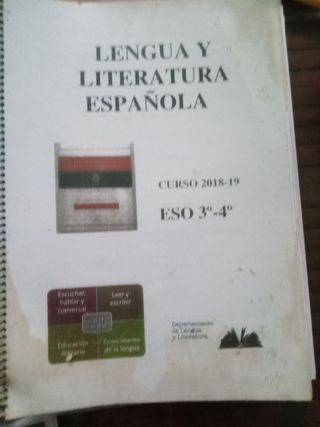 LENGUA Y
LITERATURA
ESPAÑOLA
CURSO 2018-19
ESO 3º-4º
Escuchar,
hablar y
conversar
Leer y
escribir
Educación
literaria
Conocimiento
de la lengua
Departamento
de Lengua
y Literatura